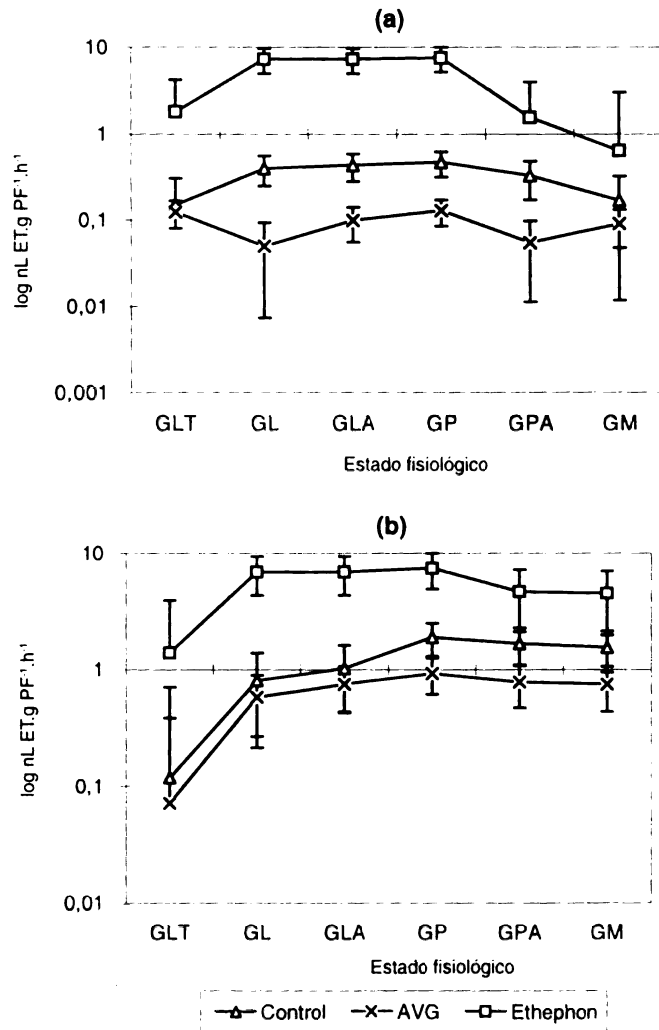 (a)
10
1
0,1
0,01
0,001
log nL ET.g PF⁻¹.h⁻¹
GLT GL GLA GP GPA GM
Estado fisiológico
(b)
10
1
0,1
0,01
log nL ET.g PF⁻¹.h⁻¹
GLT GL GLA GP GPA GM
Estado fisiológico
Control AVG Ethephon